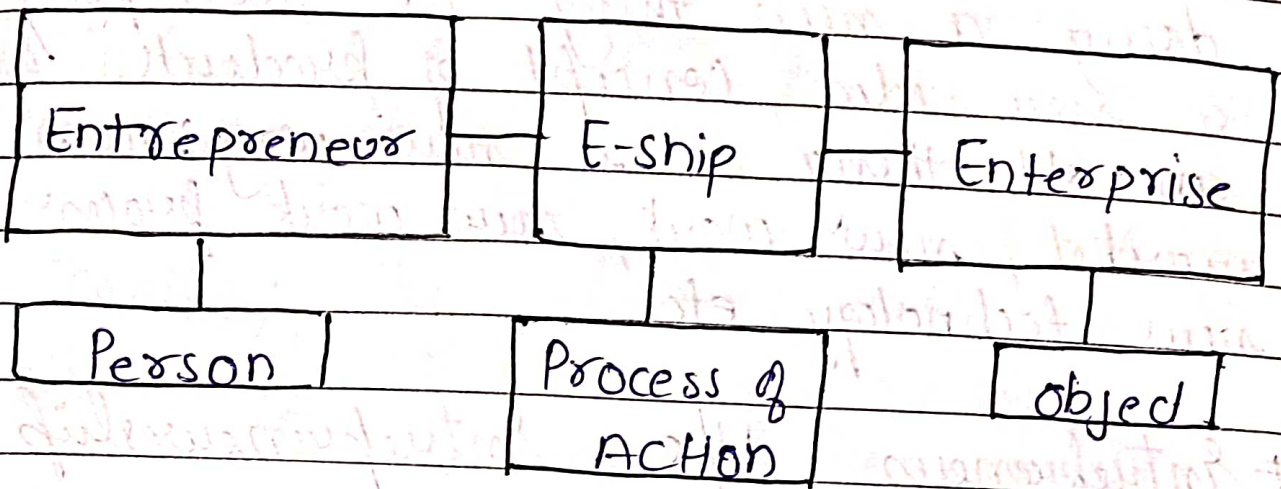 Entrepreneur
E-ship
Enterprise
Person
Process of
ACtion
object